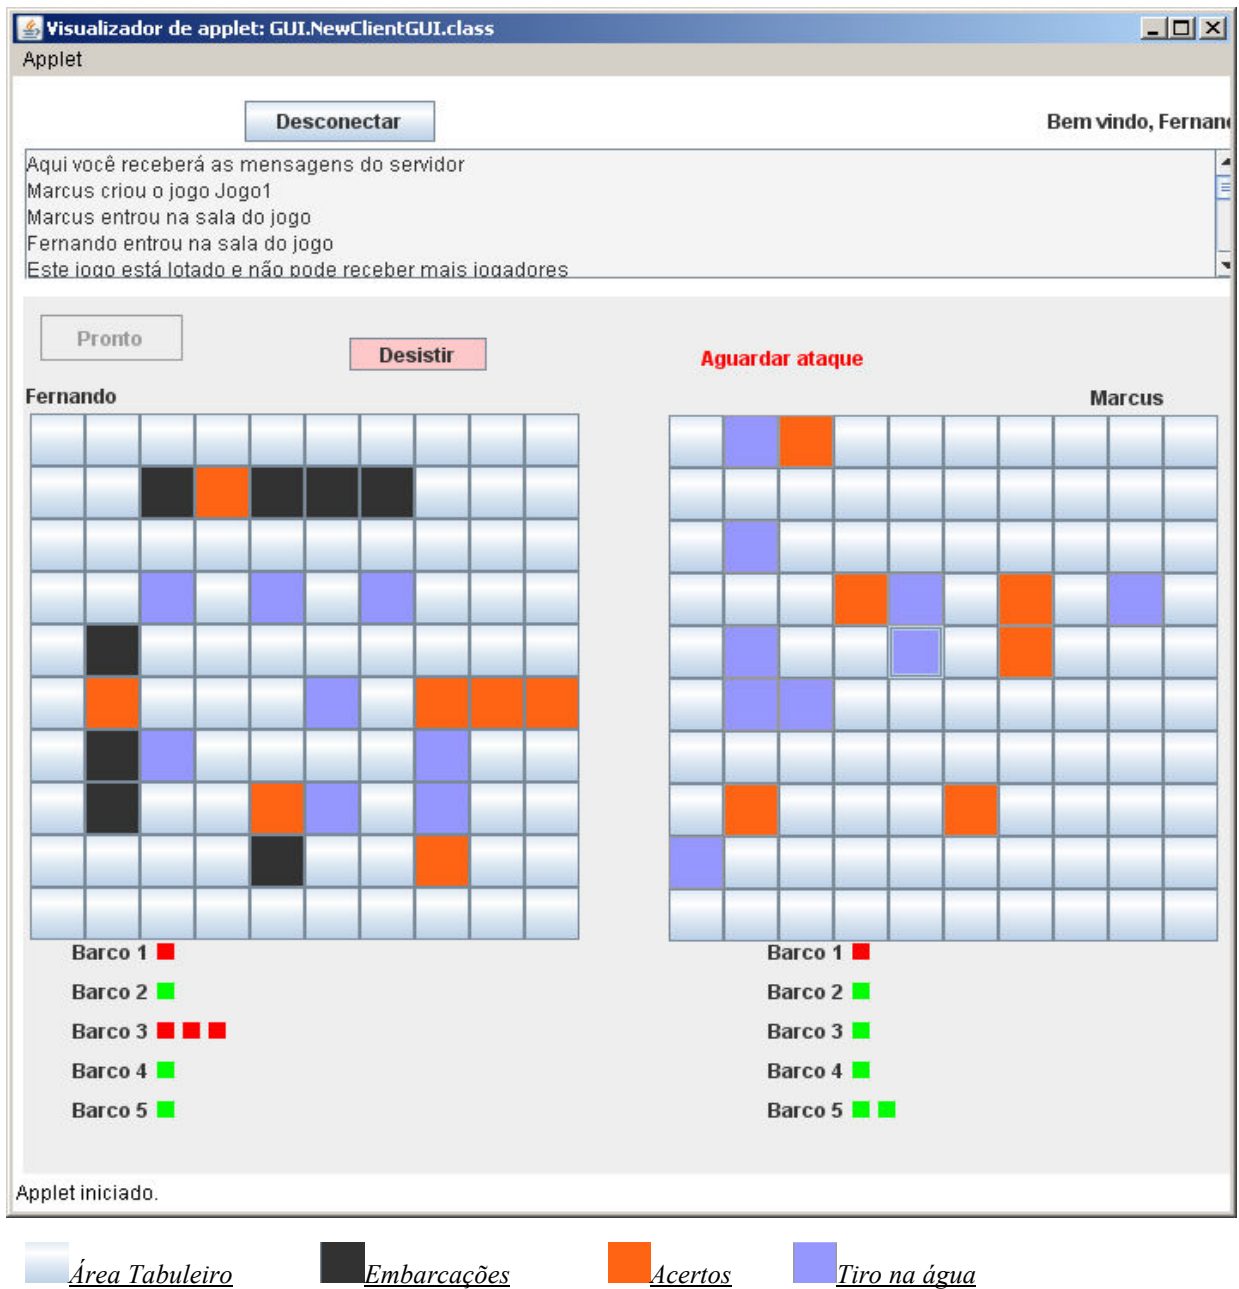 Visualizador de applet: GUI.NewClientGUI.class
Applet
Desconectar
Bem vindo, Fernan
Aqui você receberá as mensagens do servidor
Marcus criou o jogo Jogo1
Marcus entrou na sala do jogo
Fernando entrou na sala do jogo
Este jogo está lotado e não pode receber mais jogadores
Pronto
Desistir
Aguardar ataque
Fernando
Marcus
Barco 1
Barco 2
Barco 3
Barco 4
Barco 5
Barco 1
Barco 2
Barco 3
Barco 4
Barco 5
Applet iniciado.
Área Tabuleiro
Embarcações
Acertos
Tiro na água